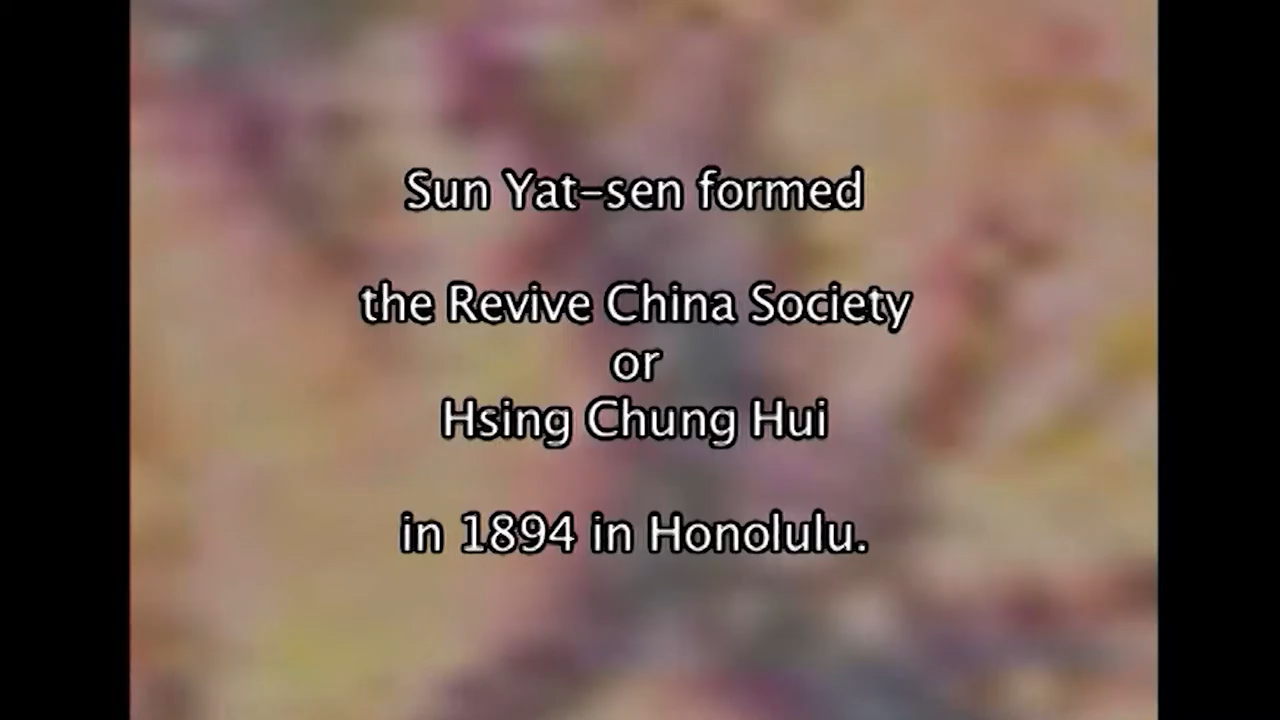 Sun Yat-sen formed
the Revive China Society
or
Hsing Chung Hui
in 1894 in Honolulu.